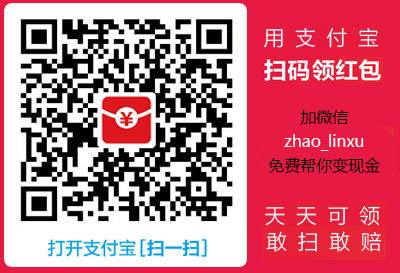 打开支付宝[扫一扫]
用支付宝
扫码领红包
加微信
zhao_linxu
免费帮你变现金
天天可领
敢扫敢赔